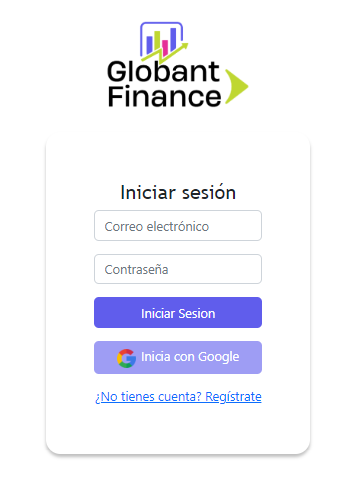 Globant
Finance
Iniciar sesión
Correo electrónico
Contraseña
Iniciar Sesion
Inicia con Google
¿No tienes cuenta? Regístrate